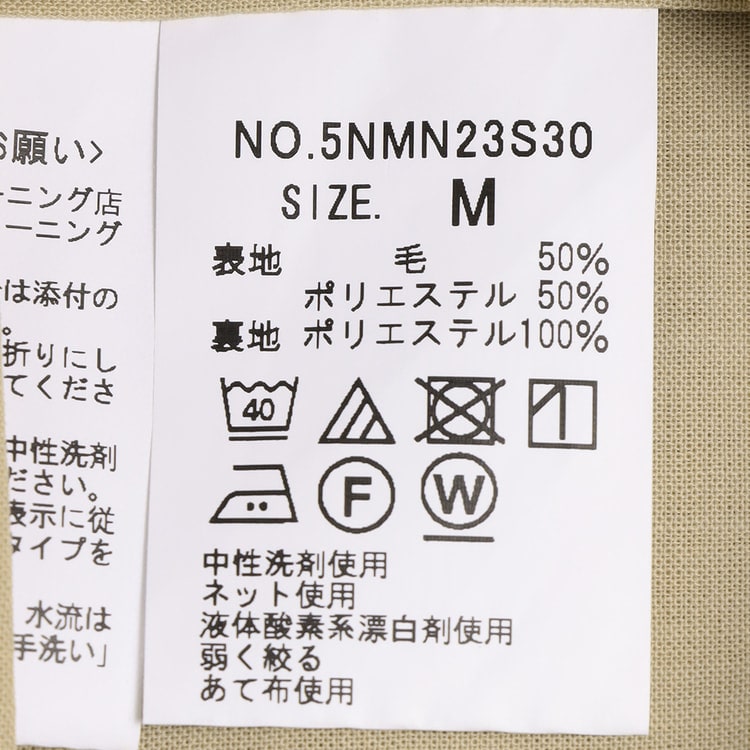 お願い>
ーニング店
ーニング
は添付の
。
折りにし
てくださ
中性洗剤
ださい。
表示に従
タイプを
水流は
手洗い」
NO.5NMN23S30
SIZE. M
表地 毛 50%
ポリエステル 50%
裏地 ポリエステル100%
40
F W
中性洗剤使用
ネット使用
液体酸素系漂白剤使用
弱く絞る
あて布使用